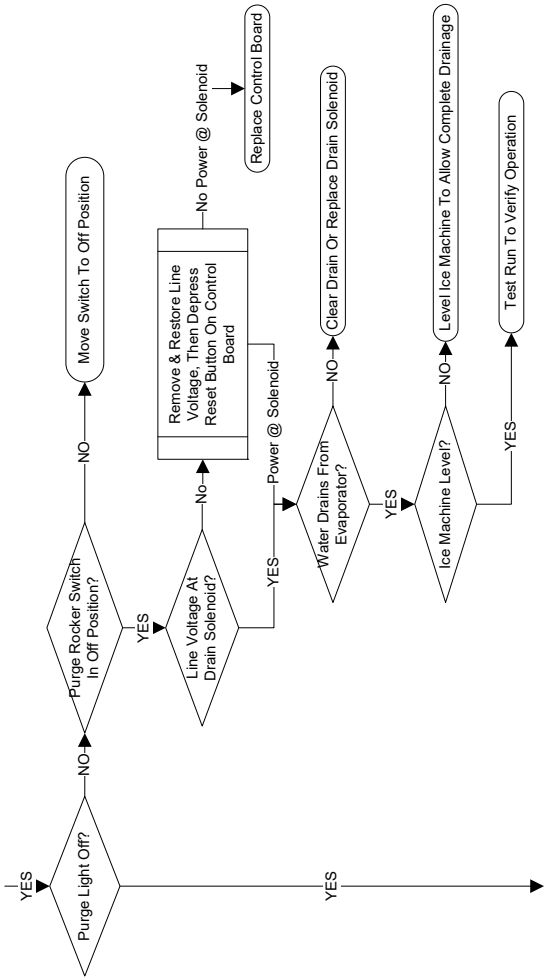 YES
Purge Light Off?
NO
Purge Rocker Switch
In Off Position?
NO
Move Switch To Off Position
YES
Line Voltage At
Drain Solenoid?
No
Remove & Restore Line
Voltage, Then Depress
Reset Button On Control
Board
No Power @ Solenoid
Replace Control Board
YES
Power @ Solenoid
Water Drains From
Evaporator?
NO
Clear Drain Or Replace Drain Solenoid
YES
Ice Machine Level?
NO
Level Ice Machine To Allow Complete Drainage
YES
Test Run To Verify Operation
YES